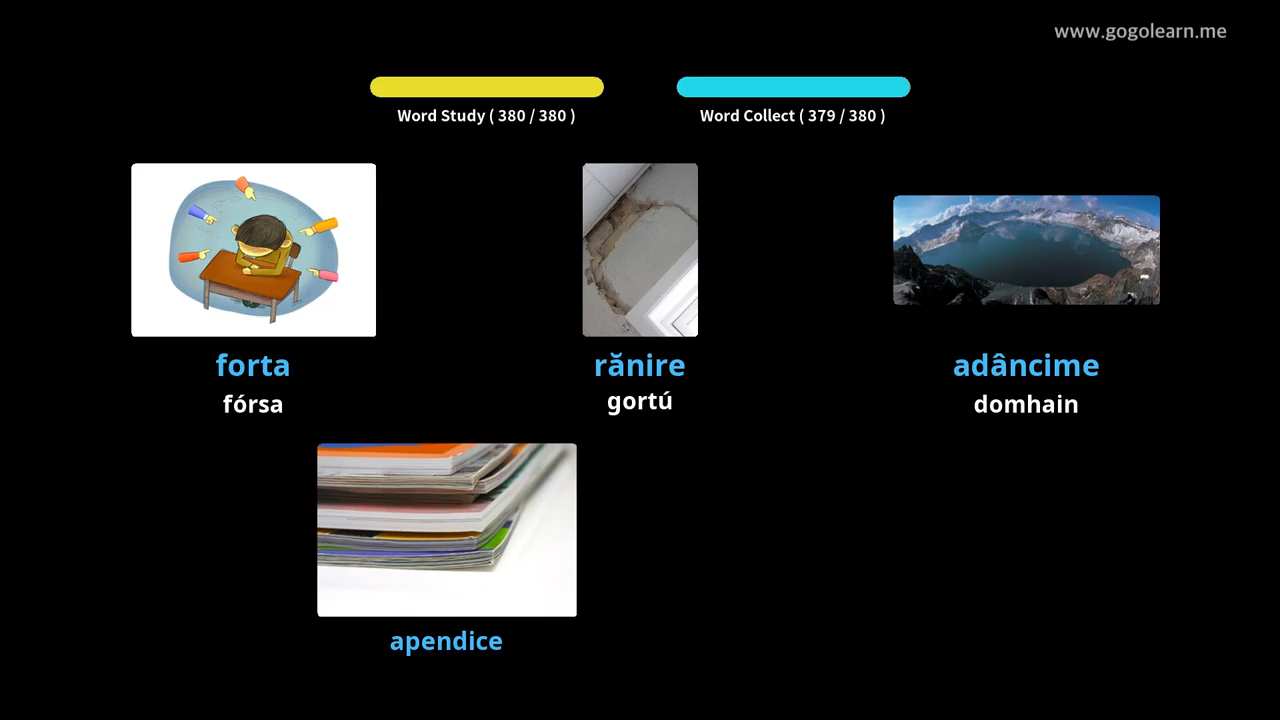 www.gogolearn.me
Word Study ( 380 / 380 )
Word Collect ( 379 / 380 )
forta
fórsa
rănire
gortú
adâncime
domhain
apendice